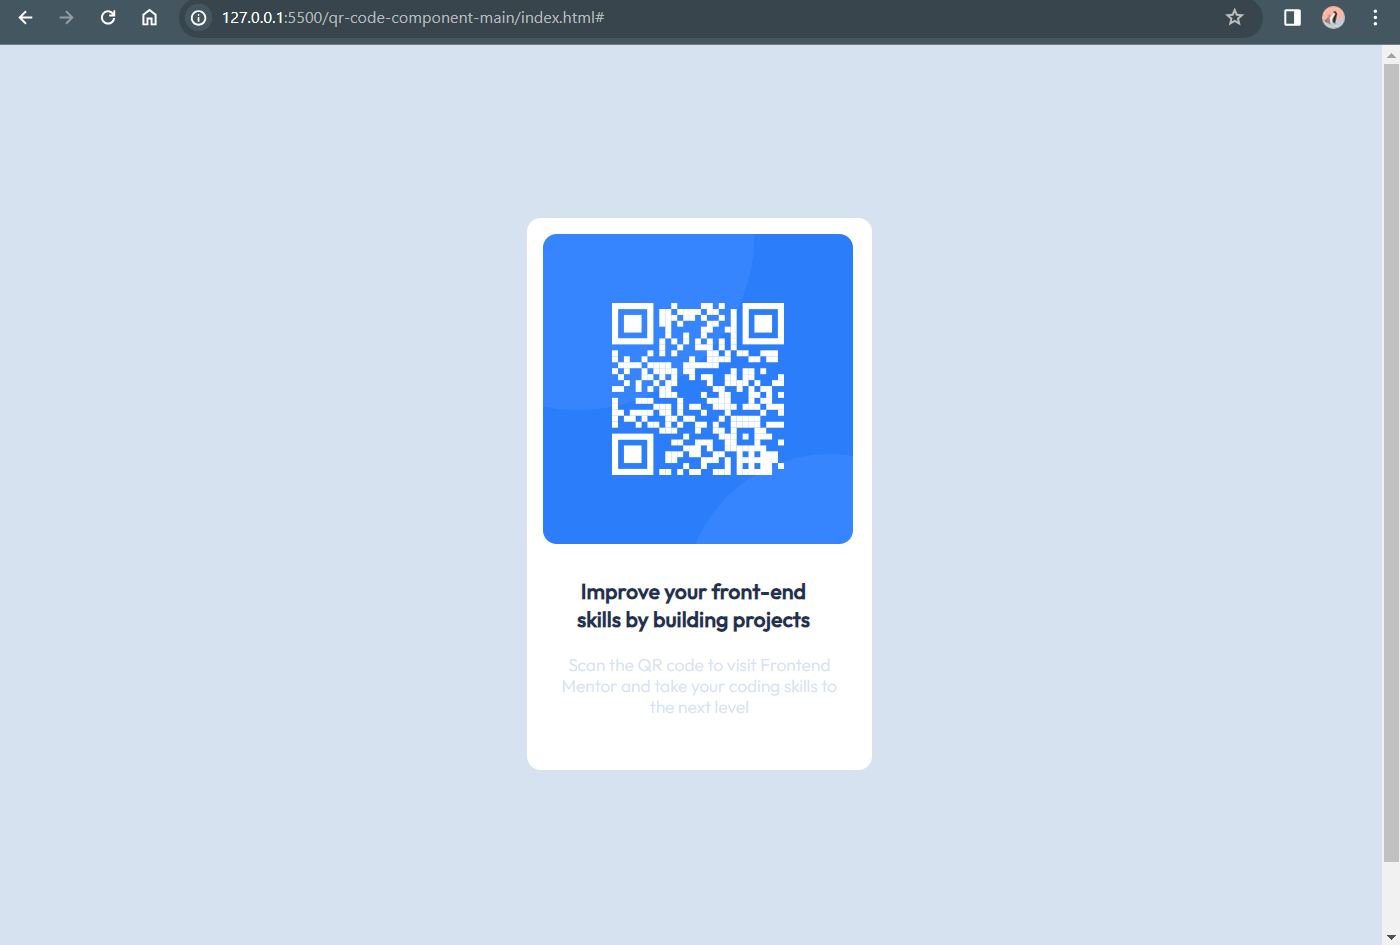 127.0.0.1:5500/qr-code-component-main/index.html#
Improve your front-end
skills by building projects
Scan the QR code to visit Frontend
Mentor and take your coding skills to
the next level